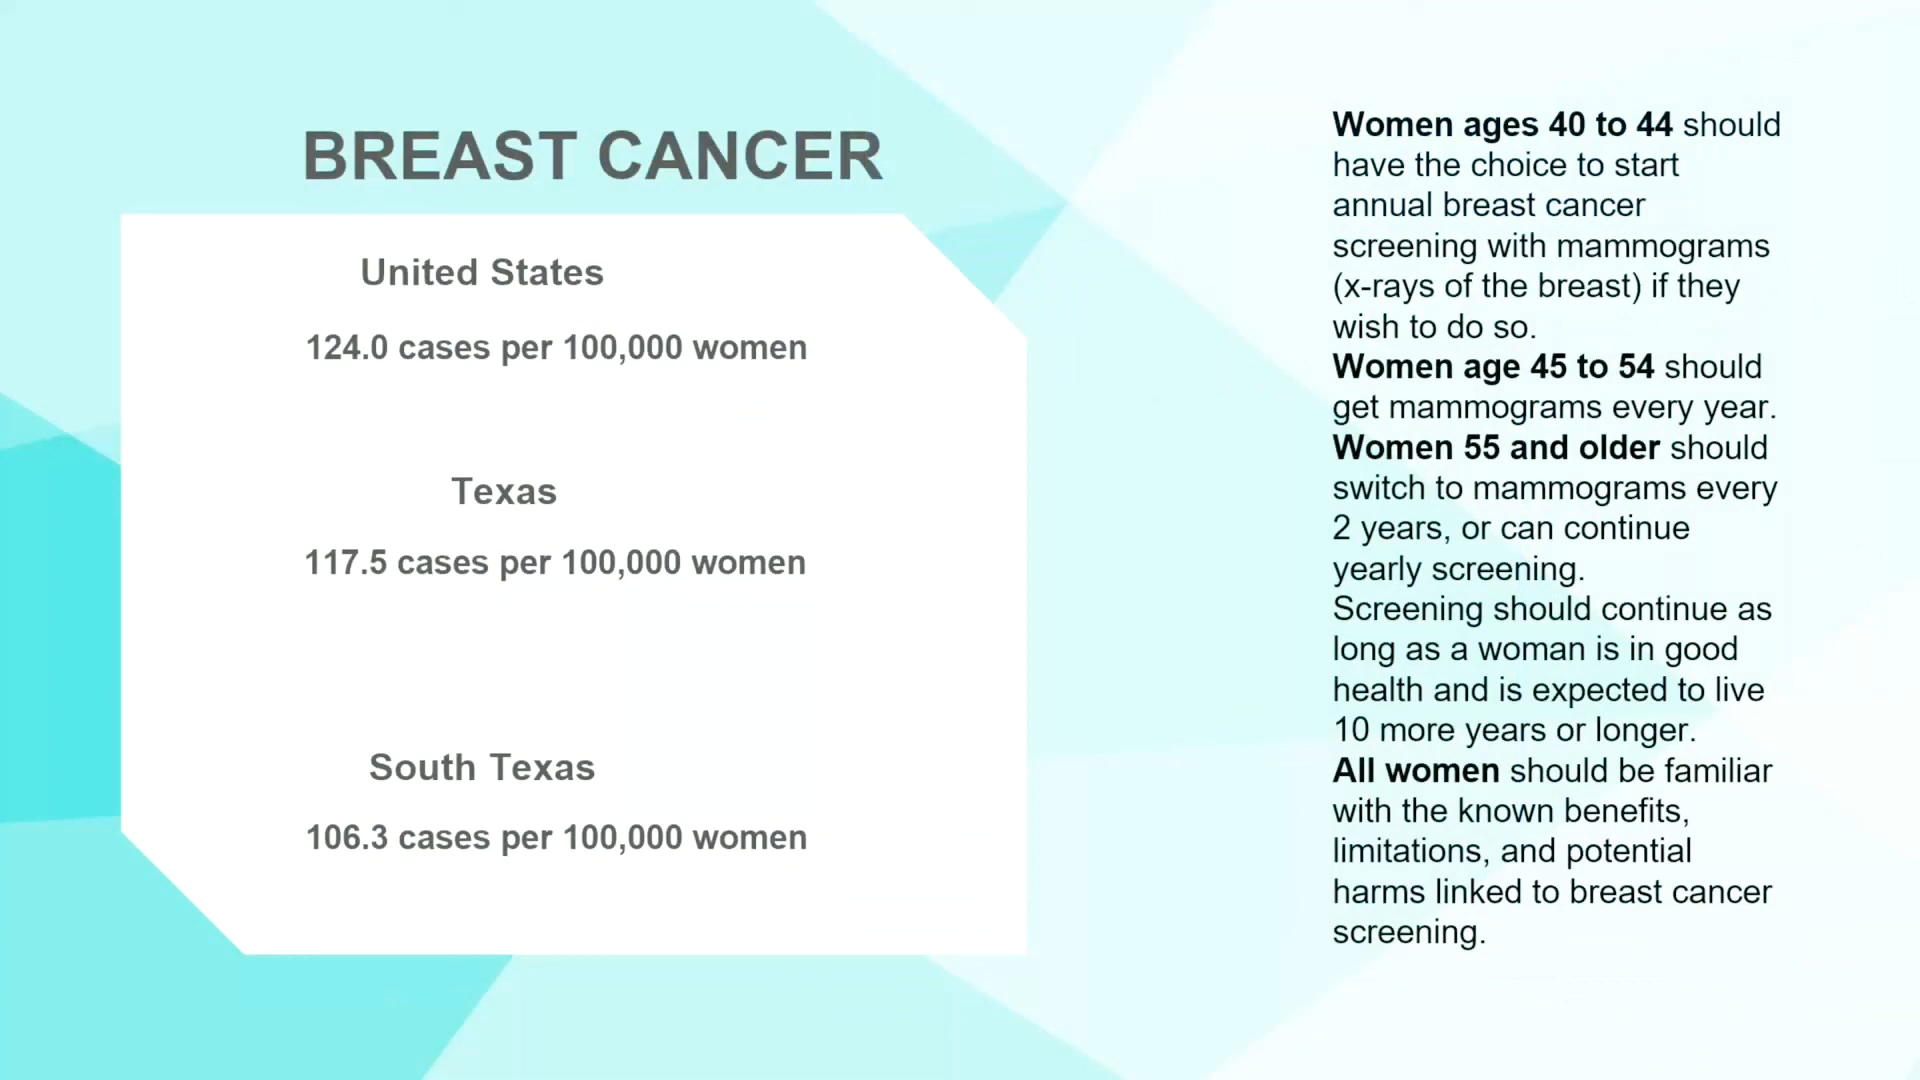 BREAST CANCER
United States
124.0 cases per 100,000 women
Texas
117.5 cases per 100,000 women
South Texas
106.3 cases per 100,000 women
Women ages 40 to 44 should
have the choice to start
annual breast cancer
screening with mammograms
(x-rays of the breast) if they
wish to do so.
Women age 45 to 54 should
get mammograms every year.
Women 55 and older should
switch to mammograms every
2 years, or can continue
yearly screening.
Screening should continue as
long as a woman is in good
health and is expected to live
10 more years or longer.
All women should be familiar
with the known benefits,
limitations, and potential
harms linked to breast cancer
screening.